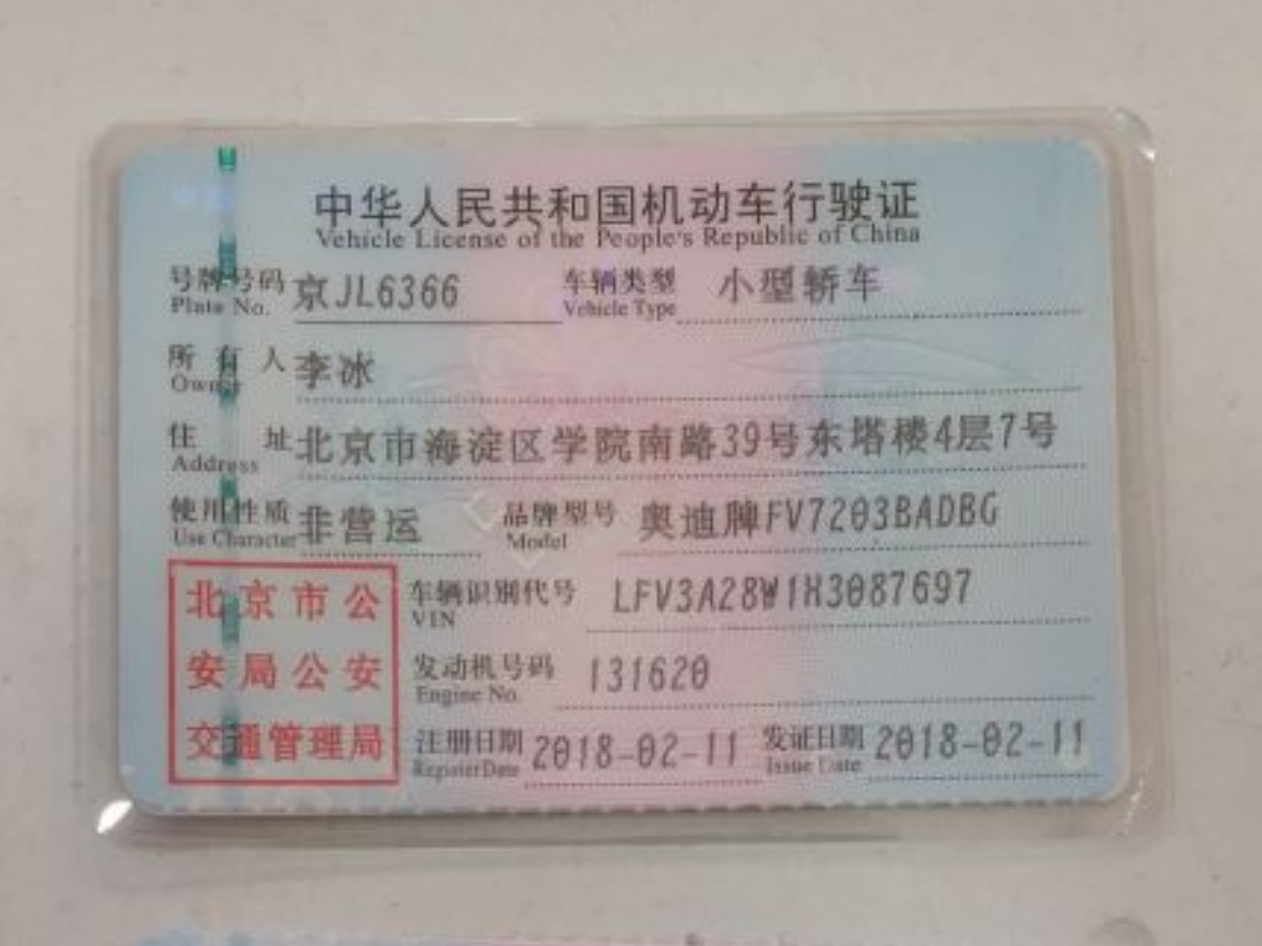 中华人民共和国机动车行驶证
Vehicle License of the People's Republic of China
号牌号码 京JL6366 车辆类型 小型轿车
Plate No. Vehicle Type
所有人 李冰
Owner
住址 北京市海淀区学院南路39号东塔楼4层7号
Address
使用性质 非营运 品牌型号 奥迪牌FV7203BADBG
Use Character Model
车辆识别代号 LFV3A28W1H3087697
VIN
发动机号码 131620
Engine No.
注册日期 2018-02-11 发证日期 2018-02-11
Register Date Issue Date
北京市公
安局公安
交通管理局